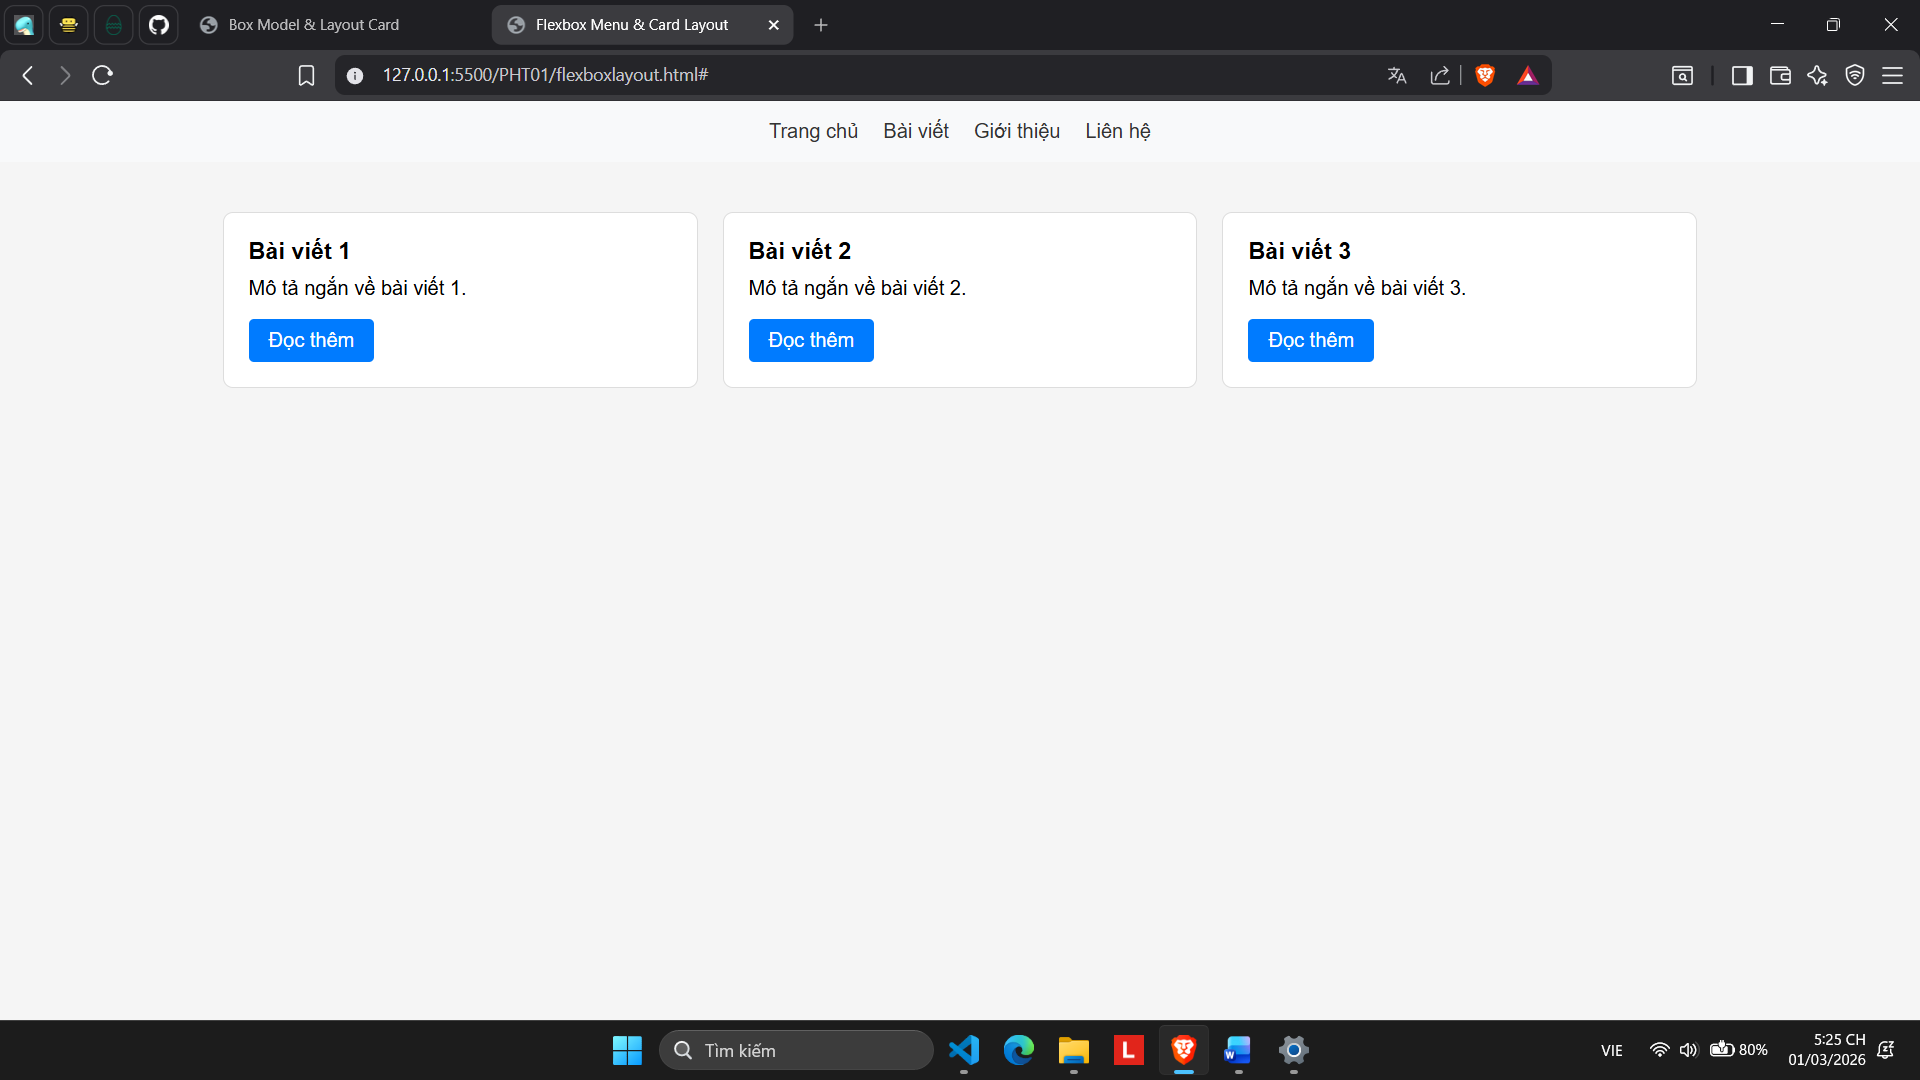 Box Model & Layout Card
Flexbox Menu & Card Layout
127.0.0.1:5500/PHT01/flexboxlayout.html#
Trang chủ Bài viết Giới thiệu Liên hệ
Bài viết 1
Mô tả ngắn về bài viết 1.
Đọc thêm
Bài viết 2
Mô tả ngắn về bài viết 2.
Đọc thêm
Bài viết 3
Mô tả ngắn về bài viết 3.
Đọc thêm
Tìm kiếm
L
W
VIE
80%
5:25 CH
01/03/2026